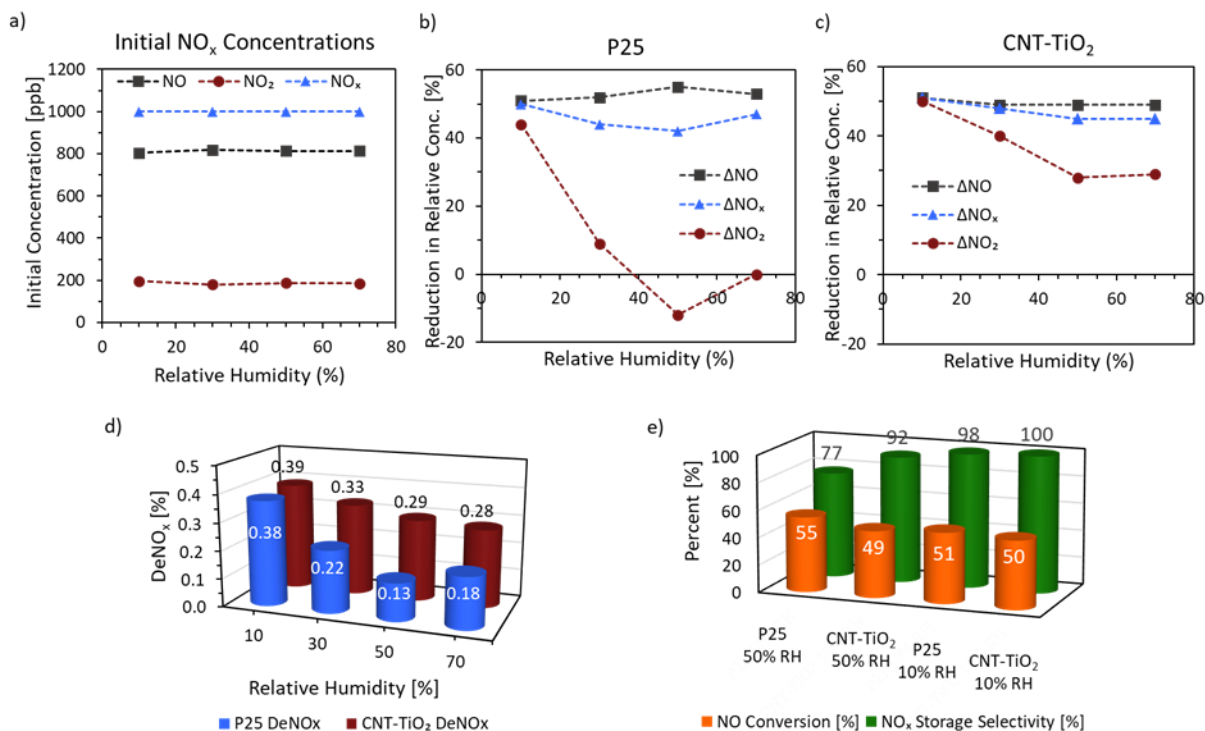 a)
Initial NOₓ Concentrations
NO NO₂ NOₓ
1200
1000
800
600
400
200
0
0 20 40 60 80
Initial Concentration [ppb]
Relative Humidity (%)
b)
P25
60
40
20
0
-20
0 20 40 60 80
ΔNO
ΔNOₓ
ΔNO₂
Reduction in Relative Conc. [%]
Relative Humidity (%)
c)
CNT-TiO₂
60
40
20
0
-20
0 20 40 60 80
ΔNO
ΔNOₓ
ΔNO₂
Reduction in Relative Conc. [%]
Relative Humidity (%)
d)
0.5
0.4
0.3
0.2
0.1
0.0
DeNOₓ [%]
0.39 0.33 0.29 0.28
0.38 0.22 0.13 0.18
10 30 50 70
Relative Humidity [%]
P25 DeNOx CNT-TiO₂ DeNOx
e)
100
80
60
40
20
0
Percent [%]
77 92 98 100
55 49 51 50
P25
50% RH
CNT-TiO₂
50% RH
P25
10% RH
CNT-TiO₂
10% RH
NO Conversion [%] NOₓ Storage Selectivity [%]